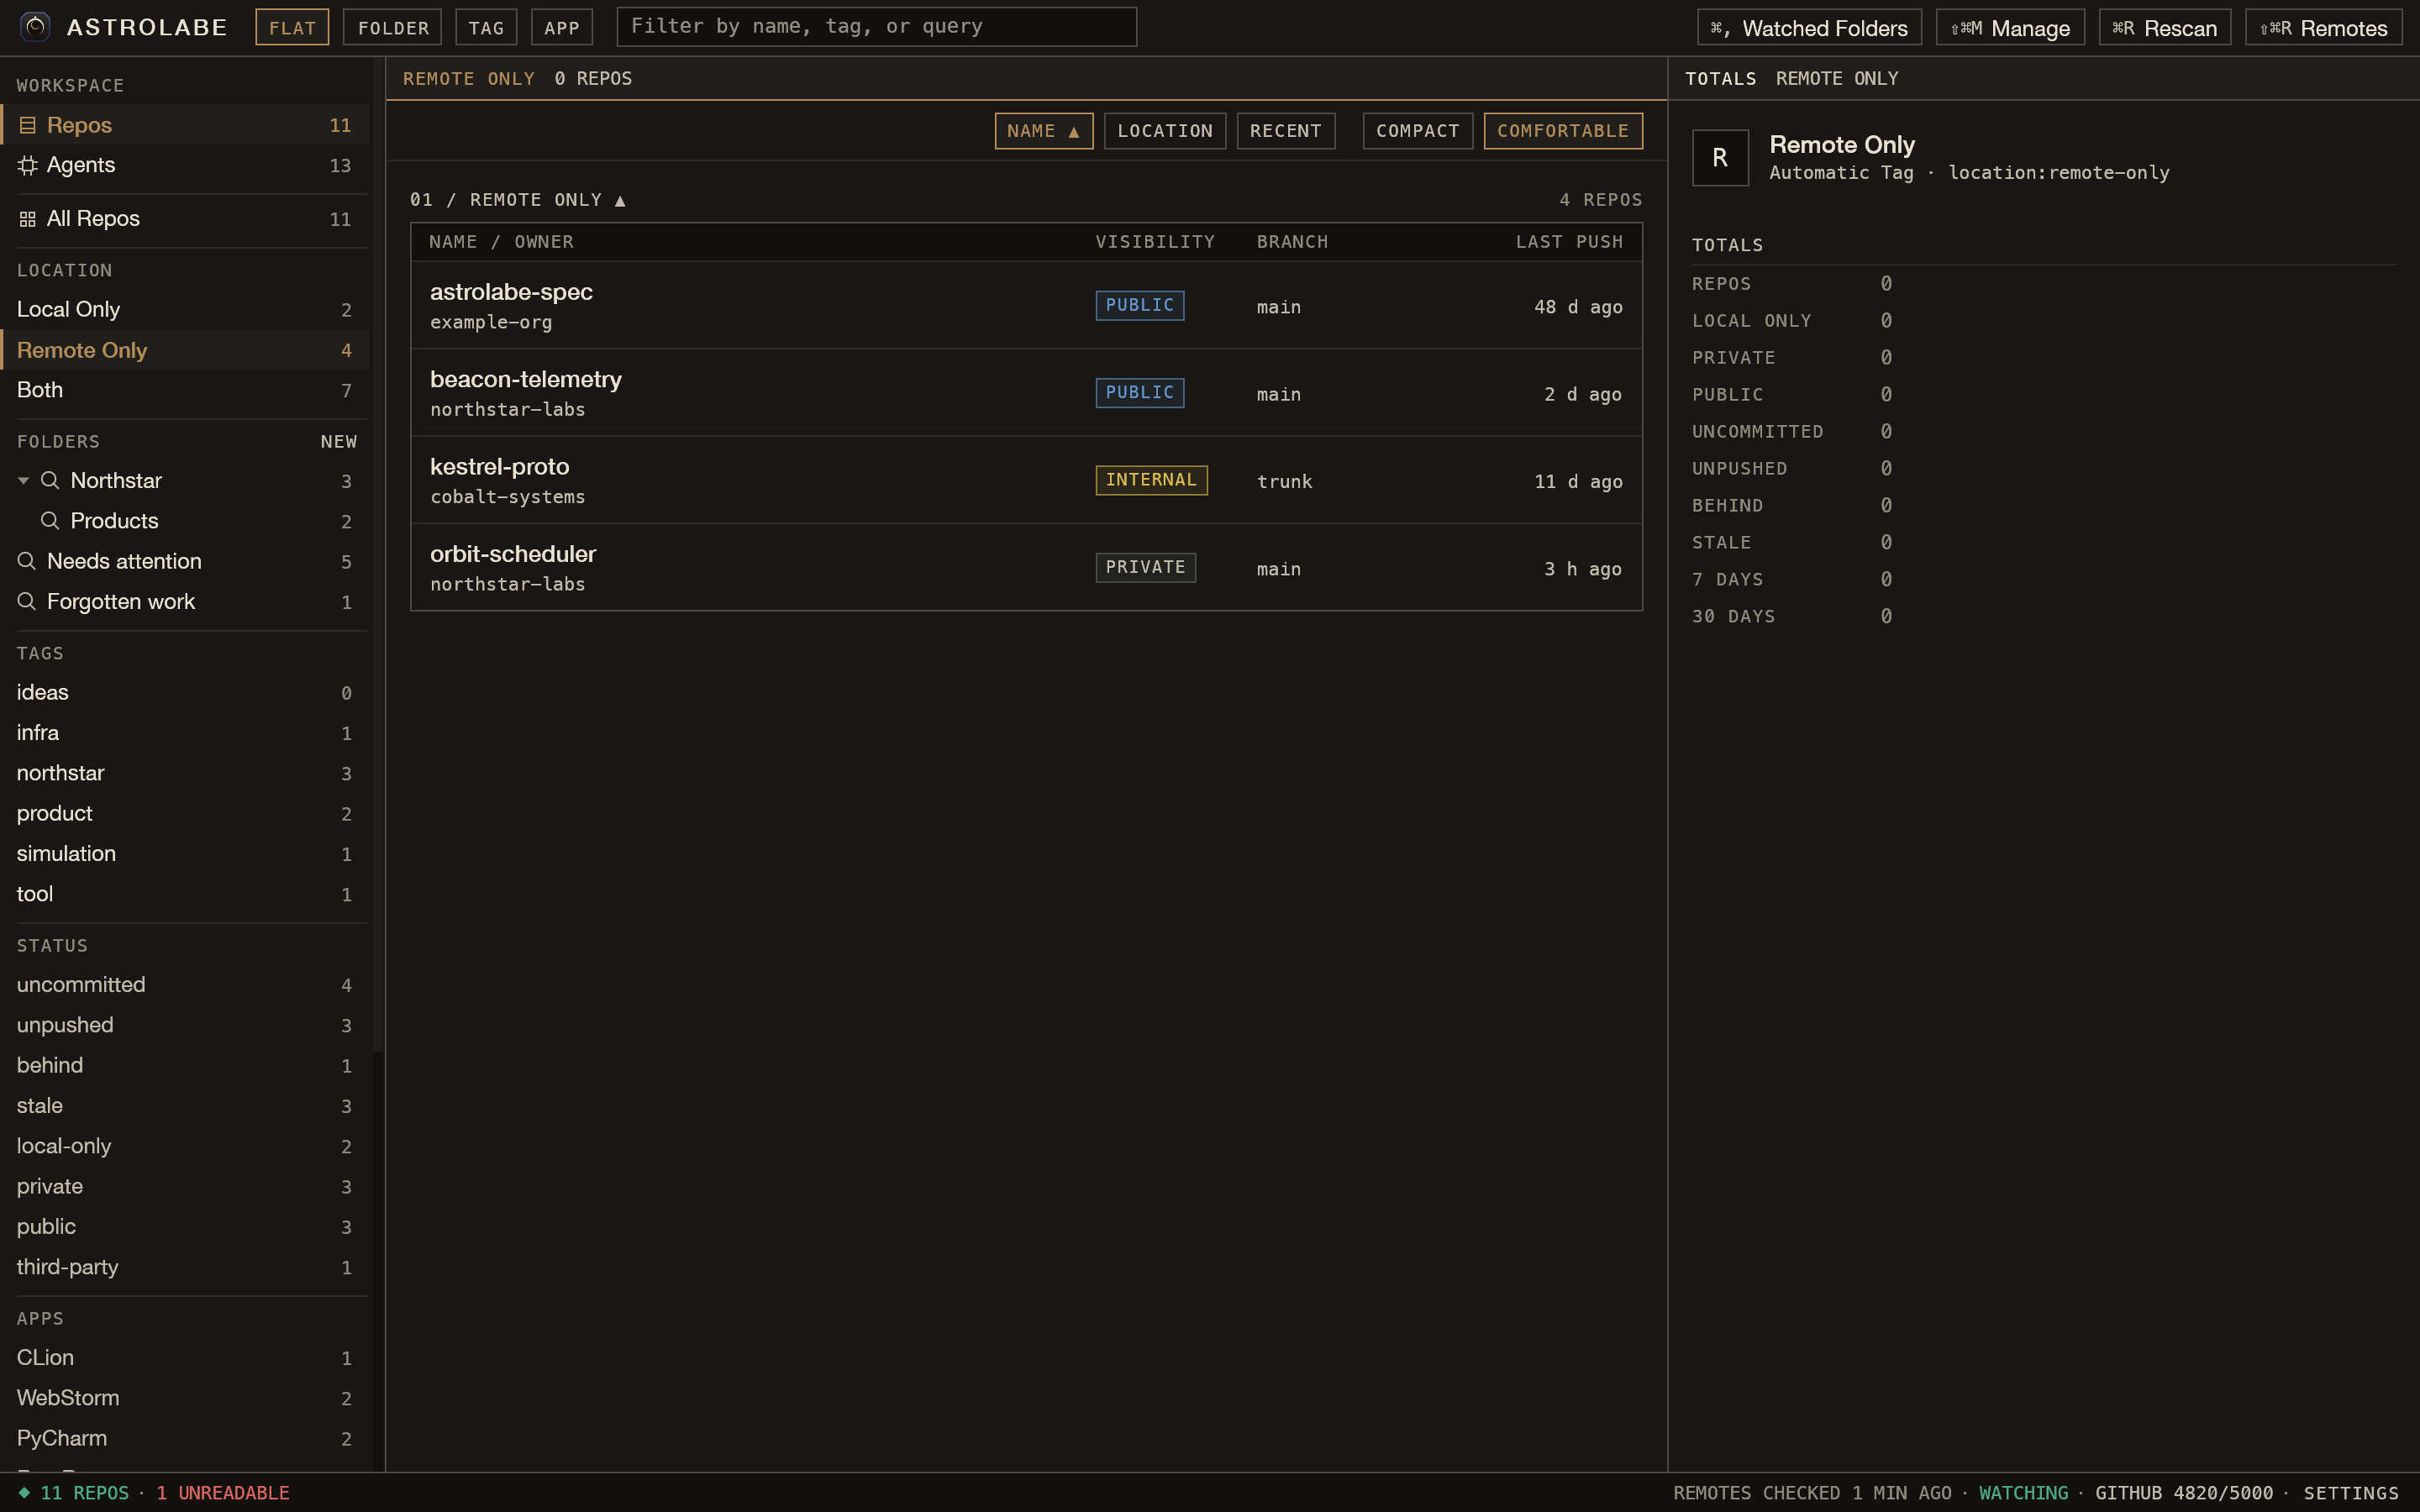 ASTROLABE FLAT FOLDER TAG APP Filter by name, tag, or query ⌘, Watched Folders ⇧⌘M Manage ⌘R Rescan ⇧⌘R Remotes
WORKSPACE
Repos 11
Agents 13
All Repos 11
LOCATION
Local Only 2
Remote Only 4
Both 7
FOLDERS NEW
Northstar 3
Products 2
Needs attention 5
Forgotten work 1
TAGS
ideas 0
infra 1
northstar 3
product 2
simulation 1
tool 1
STATUS
uncommitted 4
unpushed 3
behind 1
stale 3
local-only 2
private 3
public 3
third-party 1
APPS
CLion 1
WebStorm 2
PyCharm 2
REMOTE ONLY 0 REPOS
NAME ▲ LOCATION RECENT COMPACT COMFORTABLE
01 / REMOTE ONLY ▲ 4 REPOS
NAME / OWNER VISIBILITY BRANCH LAST PUSH
astrolabe-spec
example-org
PUBLIC main 48 d ago
beacon-telemetry
northstar-labs
PUBLIC main 2 d ago
kestrel-proto
cobalt-systems
INTERNAL trunk 11 d ago
orbit-scheduler
northstar-labs
PRIVATE main 3 h ago
TOTALS REMOTE ONLY
R
Remote Only
Automatic Tag · location:remote-only
TOTALS
REPOS 0
LOCAL ONLY 0
PRIVATE 0
PUBLIC 0
UNCOMMITTED 0
UNPUSHED 0
BEHIND 0
STALE 0
7 DAYS 0
30 DAYS 0
◆ 11 REPOS · 1 UNREADABLE
REMOTES CHECKED 1 MIN AGO · WATCHING · GITHUB 4820/5000 · SETTINGS